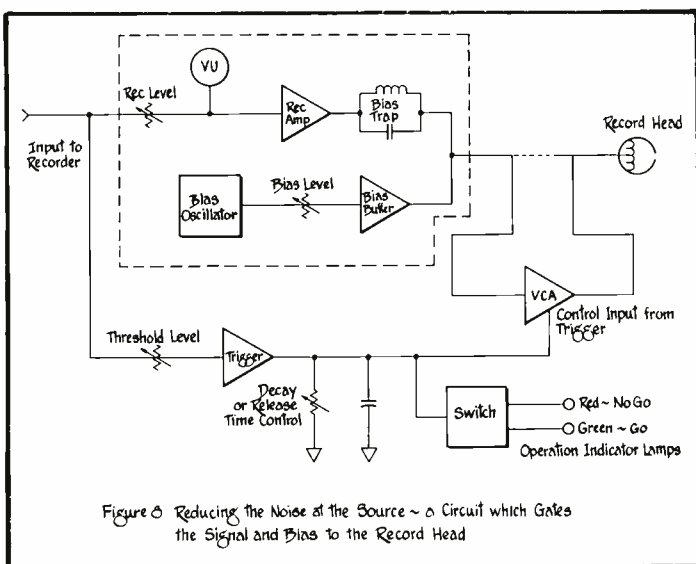 VU
Rec Level
Rec
Amp
Bias
Trap
Record Head
Input to
Recorder
Bias
Oscillator
Bias Level
Bias
Buffer
VCA
Control Input from
Trigger
Threshold Level
Trigger
Decay
or Release
Time Control
Switch
Red ~ No Go
Green ~ Go
Operation Indicator Lamps
Figure 8 Reducing the Noise at the Source ~ a Circuit which Gates
the Signal and Bias to the Record Head